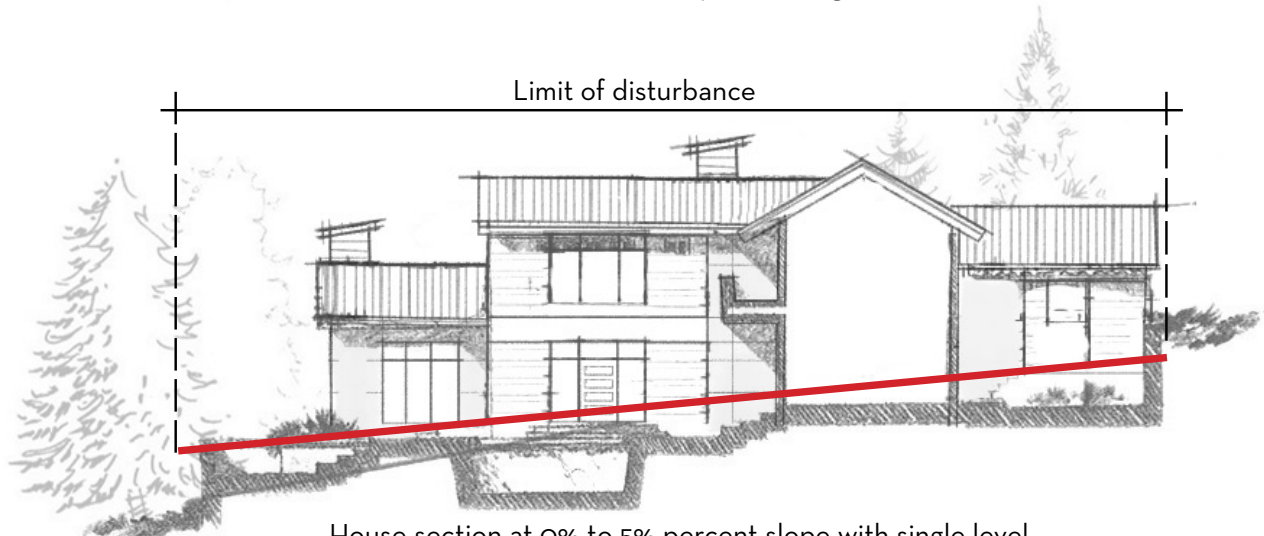 Limit of disturbance
House section at 0% to 5% percent slope with single level